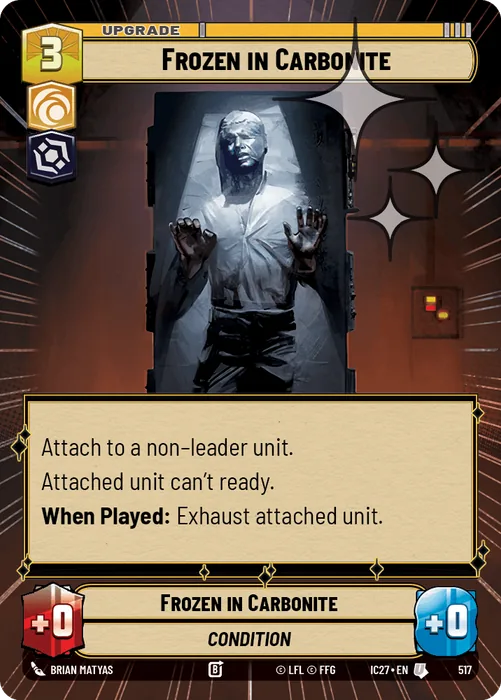 UPGRADE
3
FROZEN IN CARBONITE
Attach to a non-leader unit.
Attached unit can't ready.
When Played: Exhaust attached unit.
+0
FROZEN IN CARBONITE
+0
CONDITION
BRIAN MATYAS
B
© LFL © FFG
IC27•EN
517